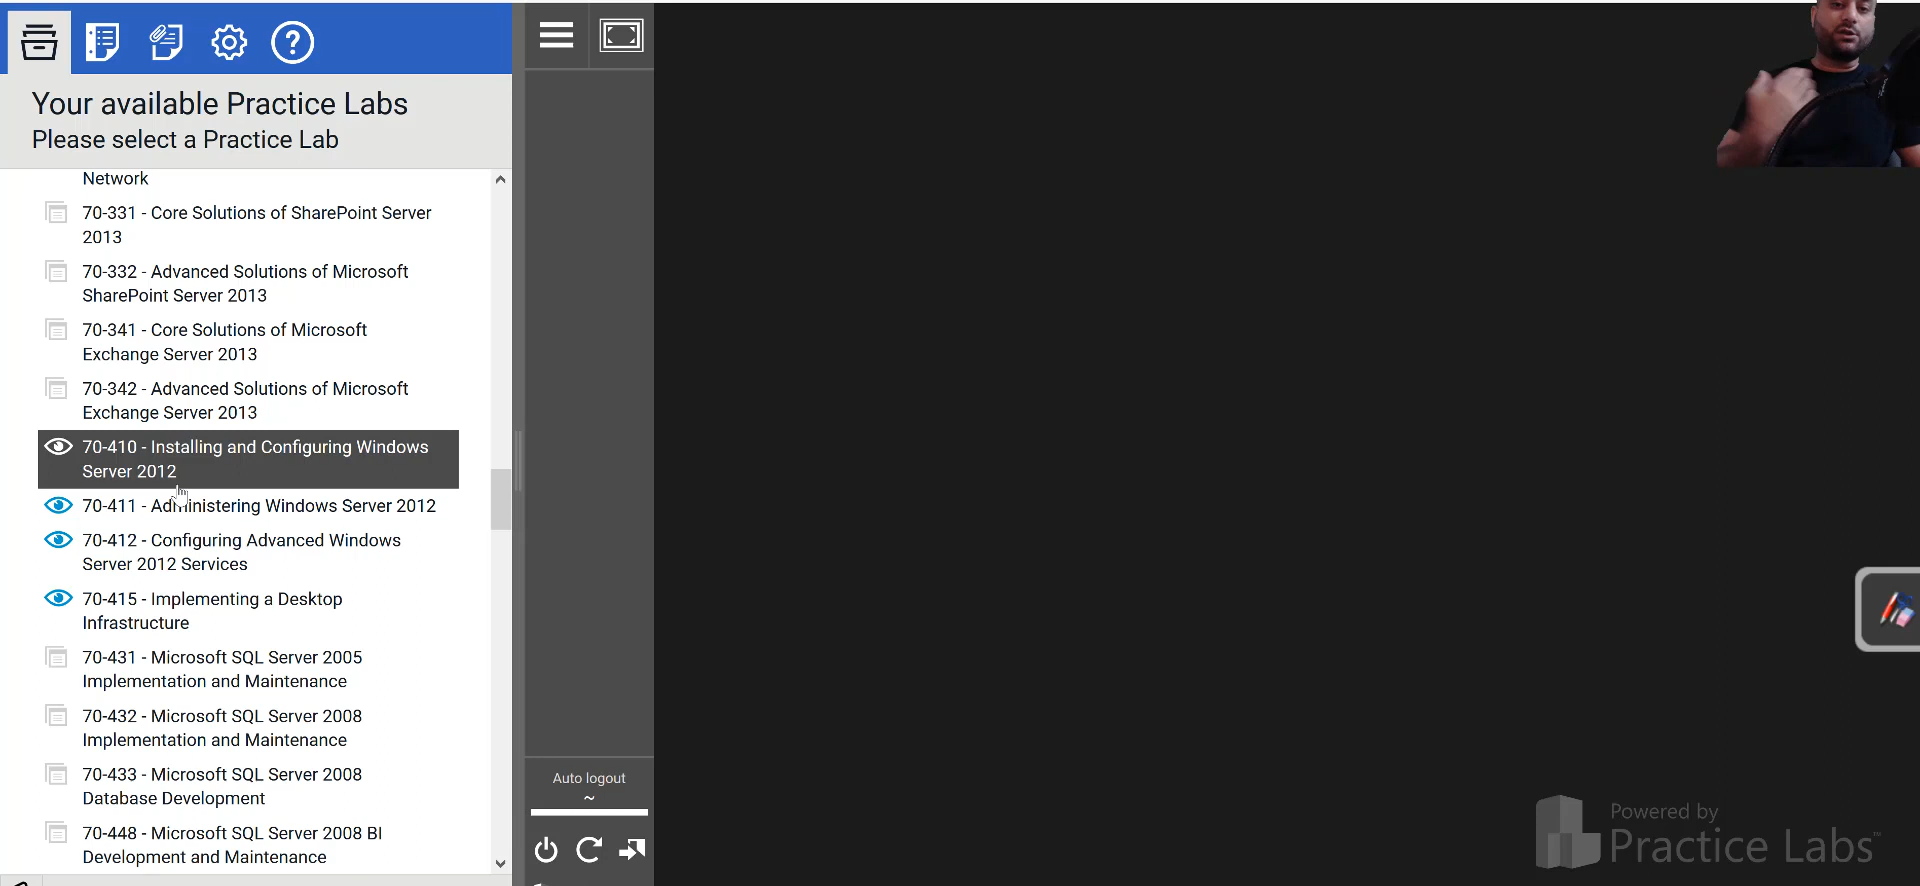 Your available Practice Labs
Please select a Practice Lab
Network
70-331 - Core Solutions of SharePoint Server
2013
70-332 - Advanced Solutions of Microsoft
SharePoint Server 2013
70-341 - Core Solutions of Microsoft
Exchange Server 2013
70-342 - Advanced Solutions of Microsoft
Exchange Server 2013
70-410 - Installing and Configuring Windows
Server 2012
70-411 - Administering Windows Server 2012
70-412 - Configuring Advanced Windows
Server 2012 Services
70-415 - Implementing a Desktop
Infrastructure
70-431 - Microsoft SQL Server 2005
Implementation and Maintenance
70-432 - Microsoft SQL Server 2008
Implementation and Maintenance
70-433 - Microsoft SQL Server 2008
Database Development
70-448 - Microsoft SQL Server 2008 BI
Development and Maintenance
Auto logout
~
Powered by
Practice Labs™